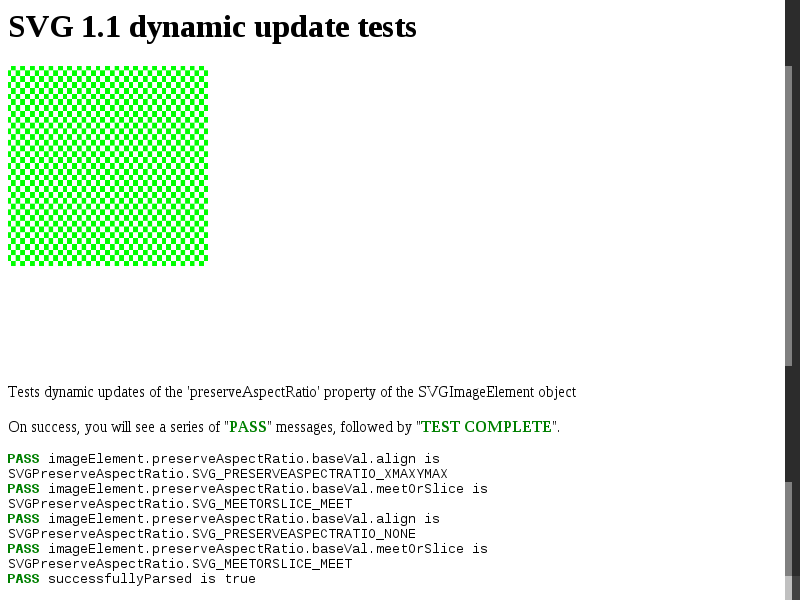 SVG 1.1 dynamic update tests
Tests dynamic updates of the 'preserveAspectRatio' property of the SVGImageElement object
On success, you will see a series of "PASS" messages, followed by "TEST COMPLETE".
PASS imageElement.preserveAspectRatio.baseVal.align is
SVGPreserveAspectRatio.SVG_PRESERVEASPECTRATIO_XMAXYMAX
PASS imageElement.preserveAspectRatio.baseVal.meetOrSlice is
SVGPreserveAspectRatio.SVG_MEETORSLICE_MEET
PASS imageElement.preserveAspectRatio.baseVal.align is
SVGPreserveAspectRatio.SVG_PRESERVEASPECTRATIO_NONE
PASS imageElement.preserveAspectRatio.baseVal.meetOrSlice is
SVGPreserveAspectRatio.SVG_MEETORSLICE_MEET
PASS successfullyParsed is true